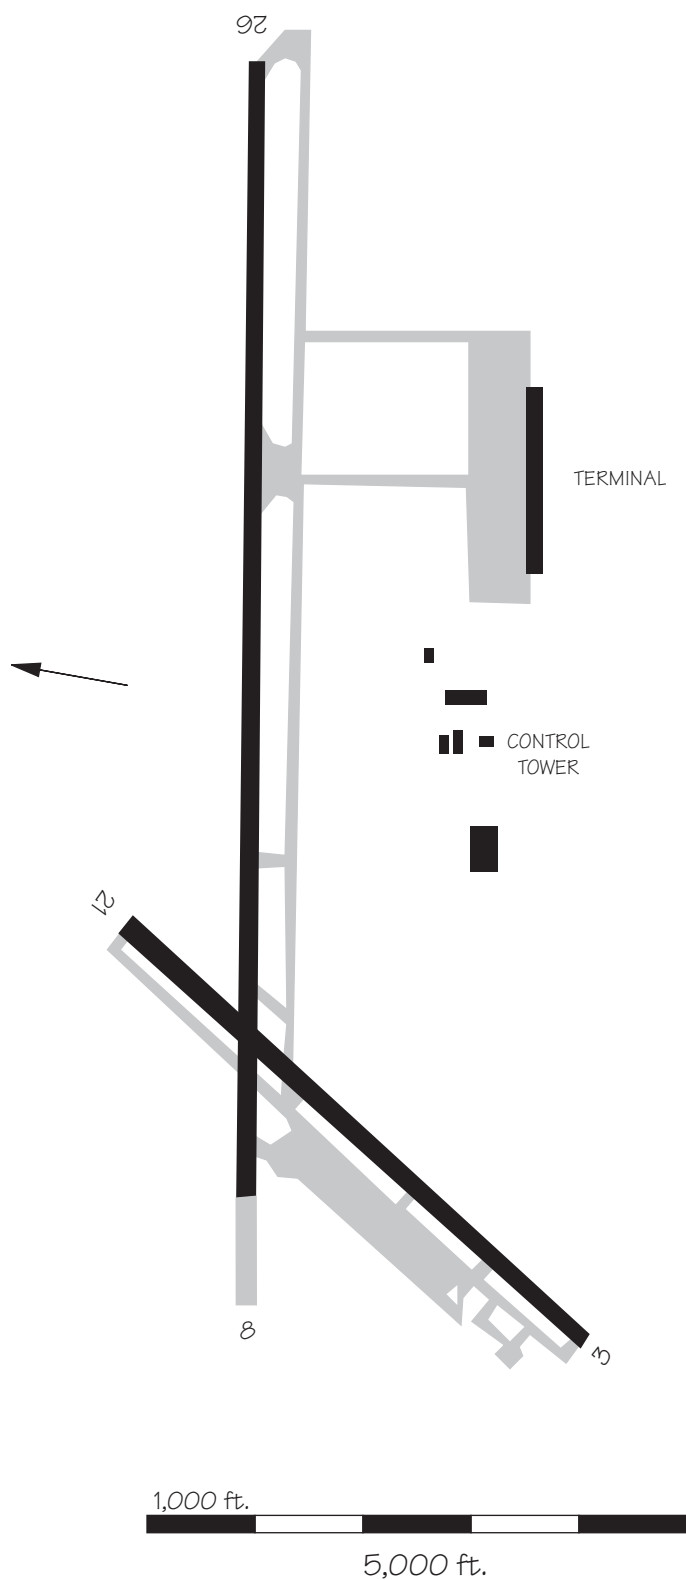 26
TERMINAL
CONTROL
TOWER
21
8
3
1,000 ft.
5,000 ft.